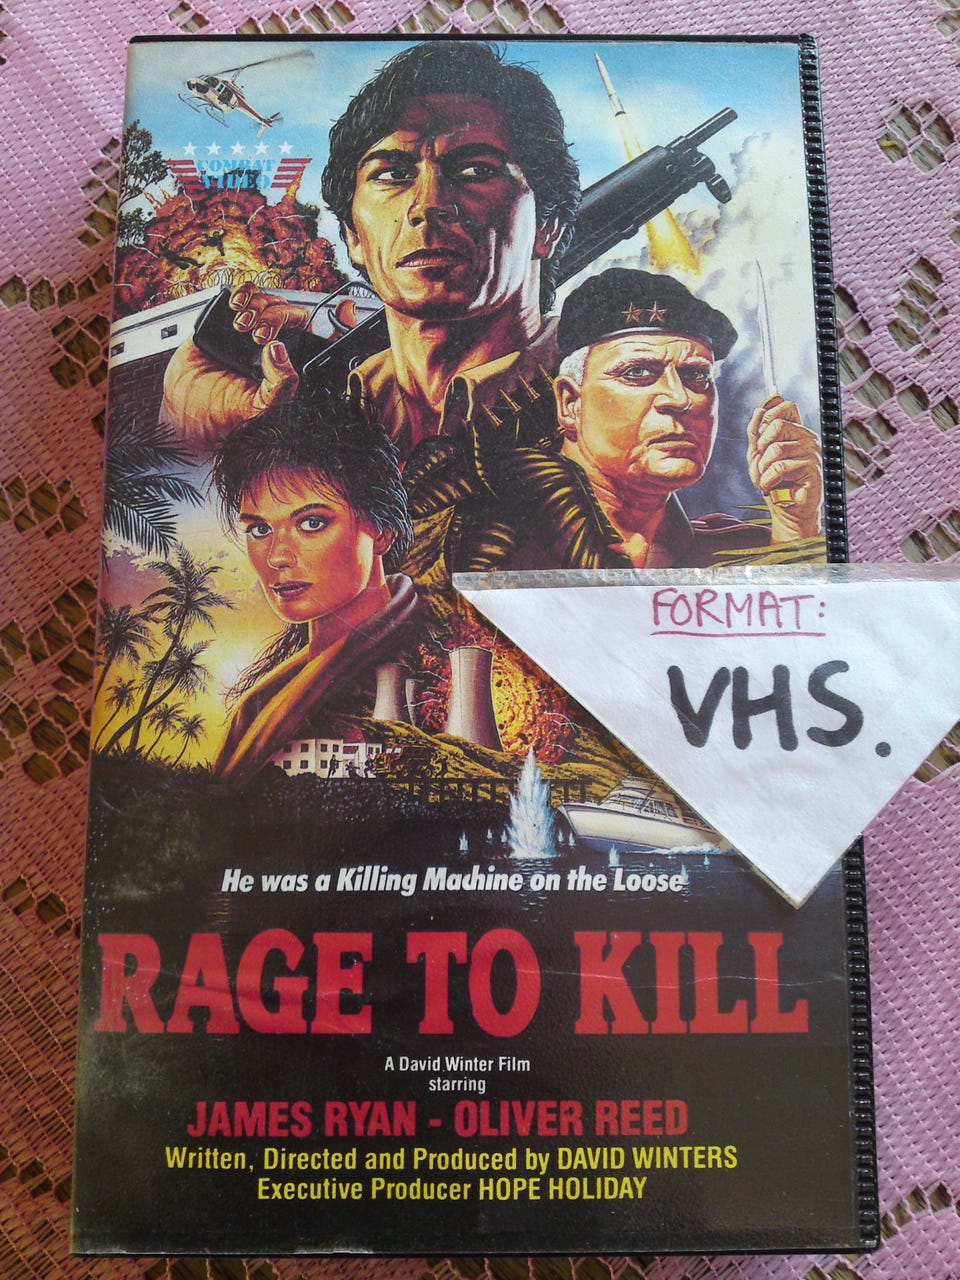 COMBAT
VIDEO
FORMAT:
VHS.
He was a Killing Machine on the Loose
RAGE TO KILL
A David Winter Film
starring
JAMES RYAN - OLIVER REED
Written, Directed and Produced by DAVID WINTERS
Executive Producer HOPE HOLIDAY